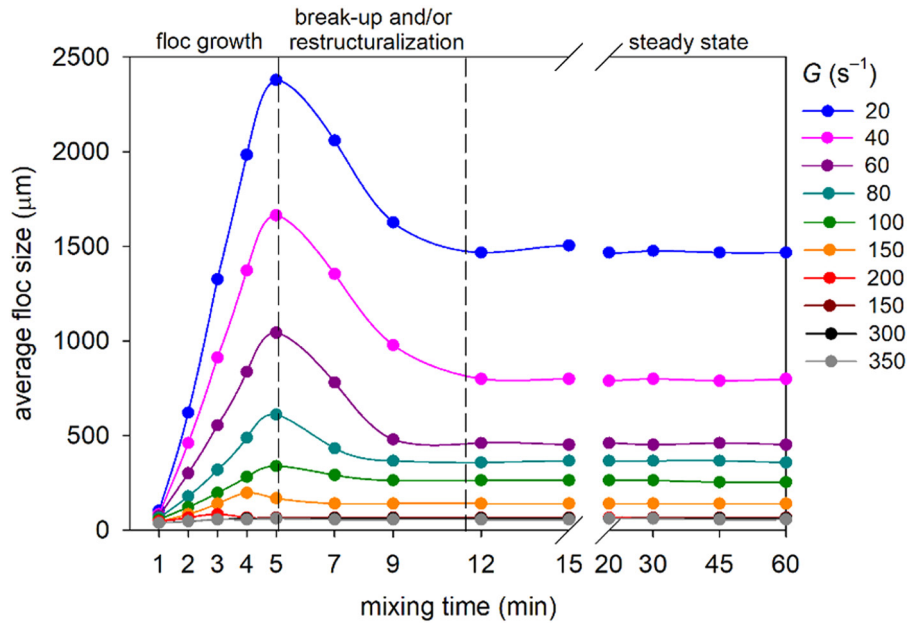 floc growth
break-up and/or
restructuralization
steady state
average floc size (μm)
2500
2000
1500
1000
500
0
1 2 3 4 5 7 9 12 15 20 30 45 60
mixing time (min)
G (s⁻¹)
20
40
60
80
100
150
200
150
300
350